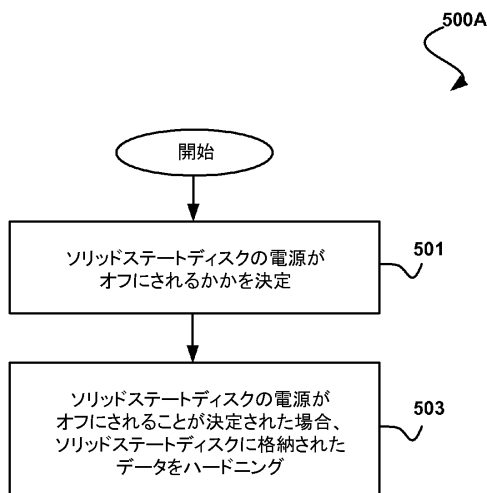 500A
開始
ソリッドステートディスクの電源が
オフにされるかかを決定
501
ソリッドステートディスクの電源が
オフにされることが決定された場合、
ソリッドステートディスクに格納された
データをハードニング
503